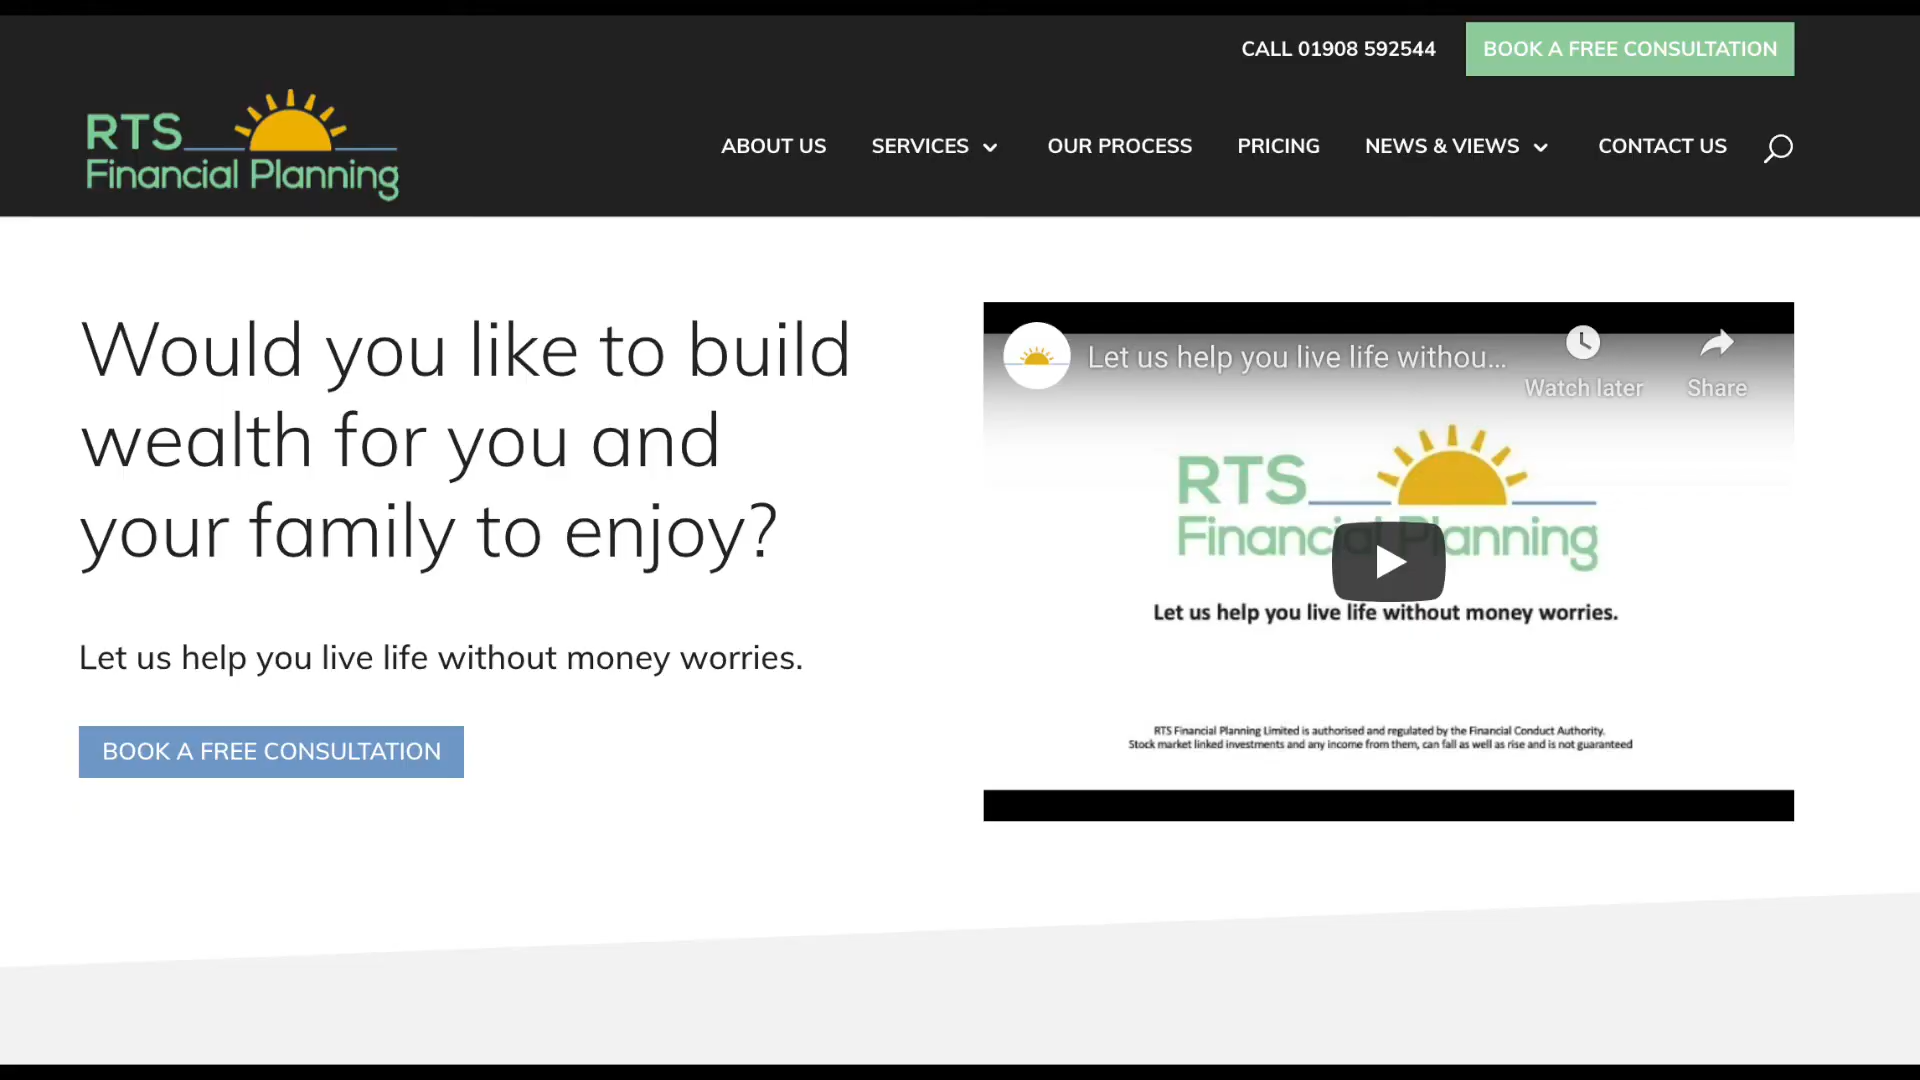 CALL 01908 592544
BOOK A FREE CONSULTATION
RTS
Financial Planning
ABOUT US
SERVICES
OUR PROCESS
PRICING
NEWS & VIEWS
CONTACT US
Would you like to build
wealth for you and
your family to enjoy?
Let us help you live life without money worries.
BOOK A FREE CONSULTATION
Let us help you live life withou...
Watch later
Share
RTS
Financial Planning
Let us help you live life without money worries.
RTS Financial Planning Limited is authorised and regulated by the Financial Conduct Authority.
Stock market linked investments and any income from them, can fall as well as rise and is not guaranteed